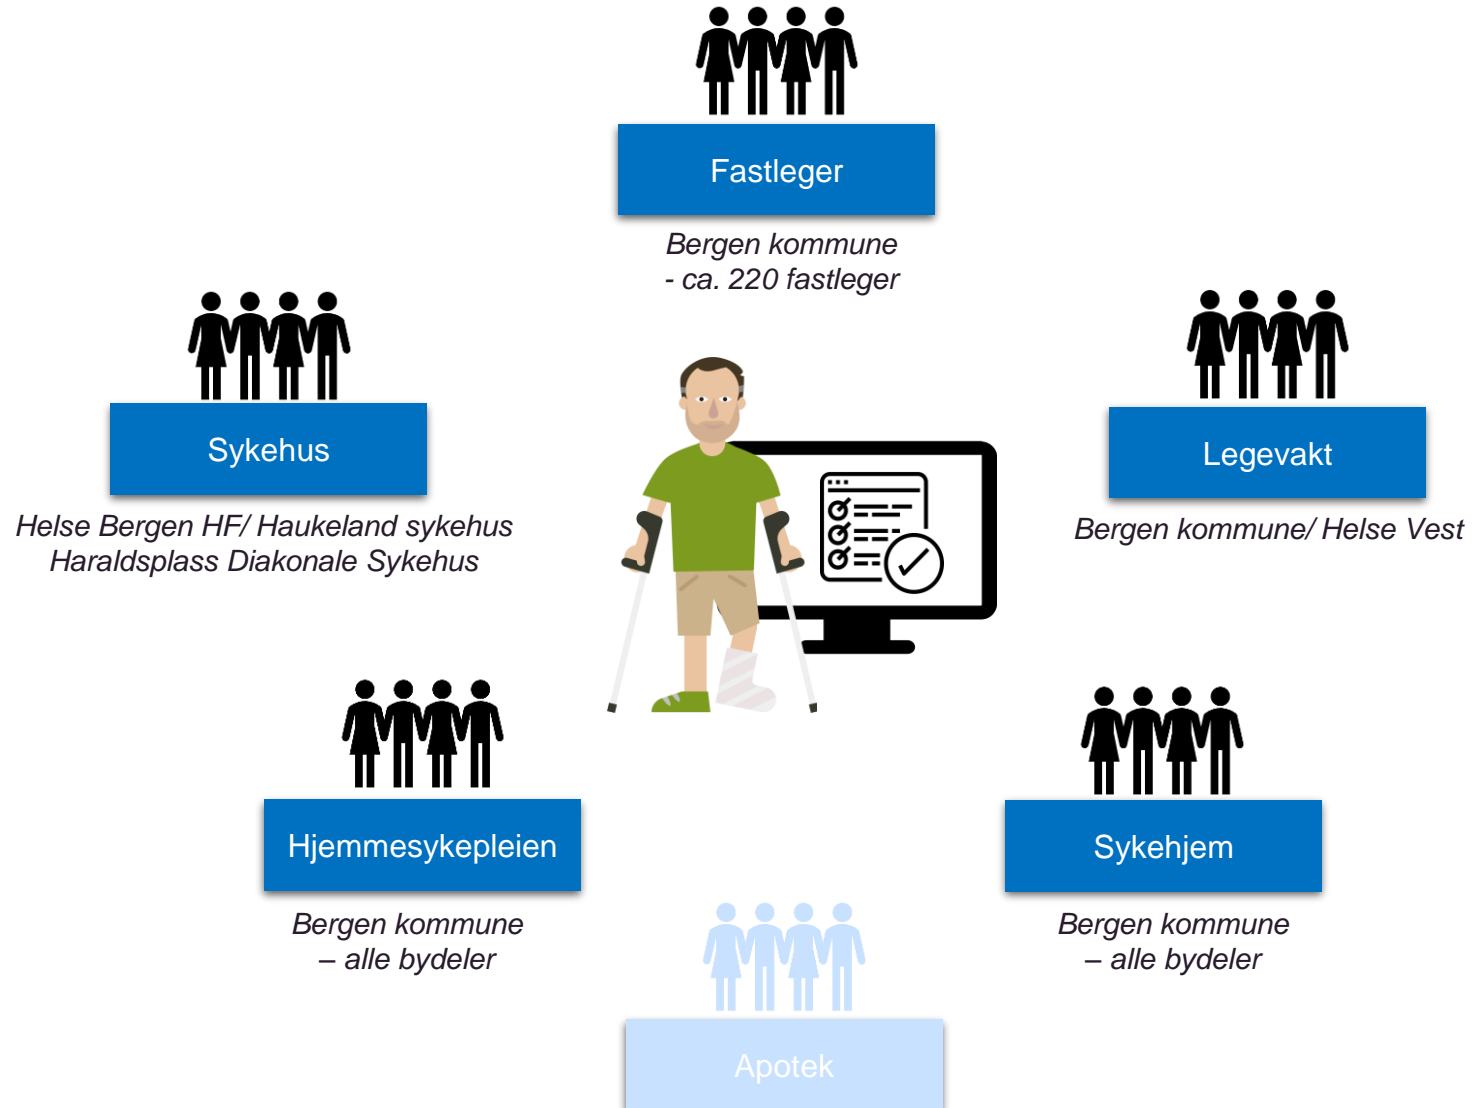 Fastleger
Bergen kommune
- ca. 220 fastleger
Sykehus
Helse Bergen HF/ Haukeland sykehus
Haraldsplass Diakonale Sykehus
Legevakt
Bergen kommune/ Helse Vest
Hjemmesykepleien
Bergen kommune
– alle bydeler
Sykehjem
Bergen kommune
– alle bydeler
Apotek